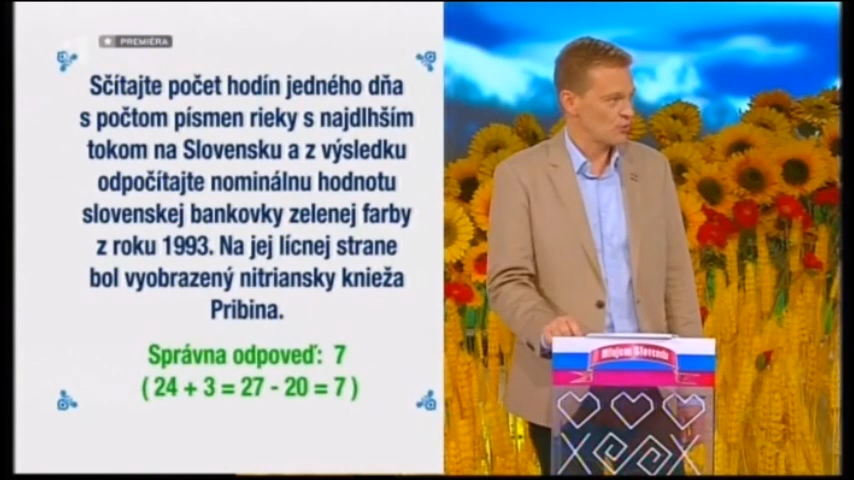 PREMIÉRA
Sčítajte počet hodín jedného dňa
s počtom písmen rieky s najdlhším
tokom na Slovensku a z výsledku
odpočítajte nominálnu hodnotu
slovenskej bankovky zelenej farby
z roku 1993. Na jej lícnej strane
bol vyobrazený nitriansky knieža
Pribina.
Správna odpoveď: 7
( 24 + 3 = 27 - 20 = 7 )
Milujem Slovensko